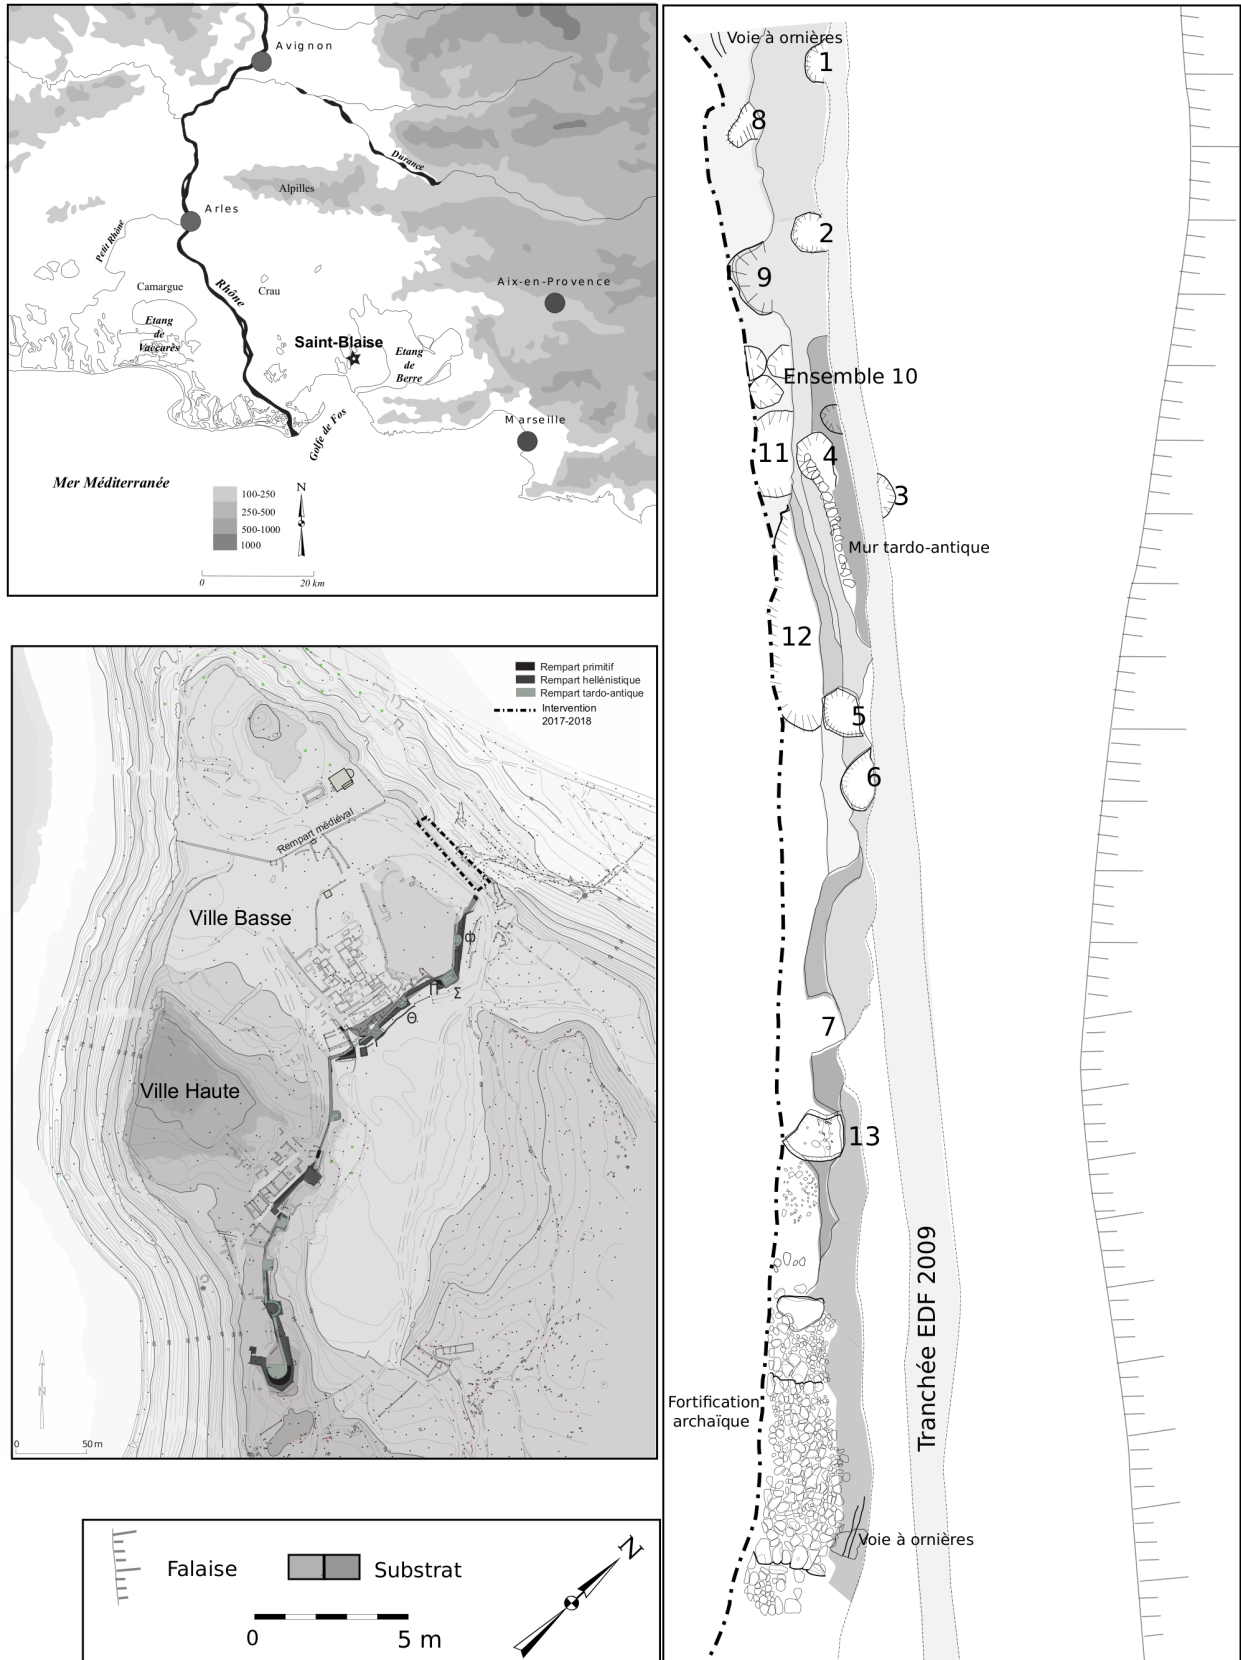 Avignon
Durance
Alpilles
Arles
Petit Rhône
Rhône
Camargue
Crau
Aix-en-Provence
Etang
de
Vaccarès
Saint-Blaise
Etang
de
Berre
Golfe de Fos
Marseille
Mer Méditerranée
N
100-250
250-500
500-1000
1000
0 20 km
Rempart primitif
Rempart hellénistique
Rempart tardo-antique
Intervention
2017-2018
Rempart médiéval
Ville Basse
Φ
Π
Σ
Θ
Ville Haute
N
0 50 m
Falaise
Substrat
N
0 5 m
Voie à ornières
1
8
2
9
Ensemble 10
11
4
3
Mur tardo-antique
12
5
6
7
13
Tranchée EDF 2009
Fortification
archaïque
Voie à ornières